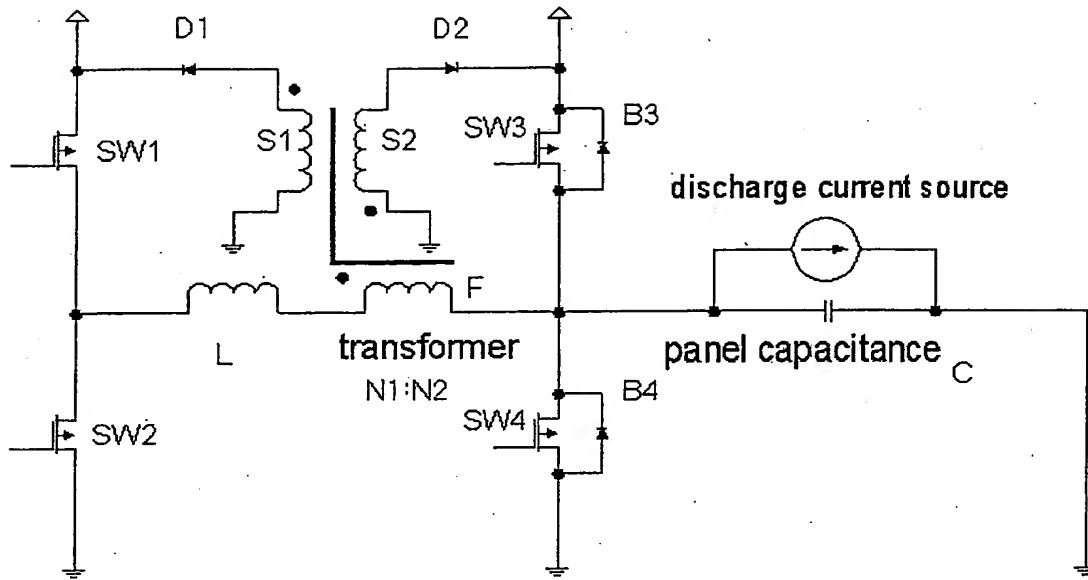 D1
D2
B3
S1
S2
SW3
SW1
discharge current source
F
L
transformer
panel capacitance
C
N1:N2
B4
SW2
SW4